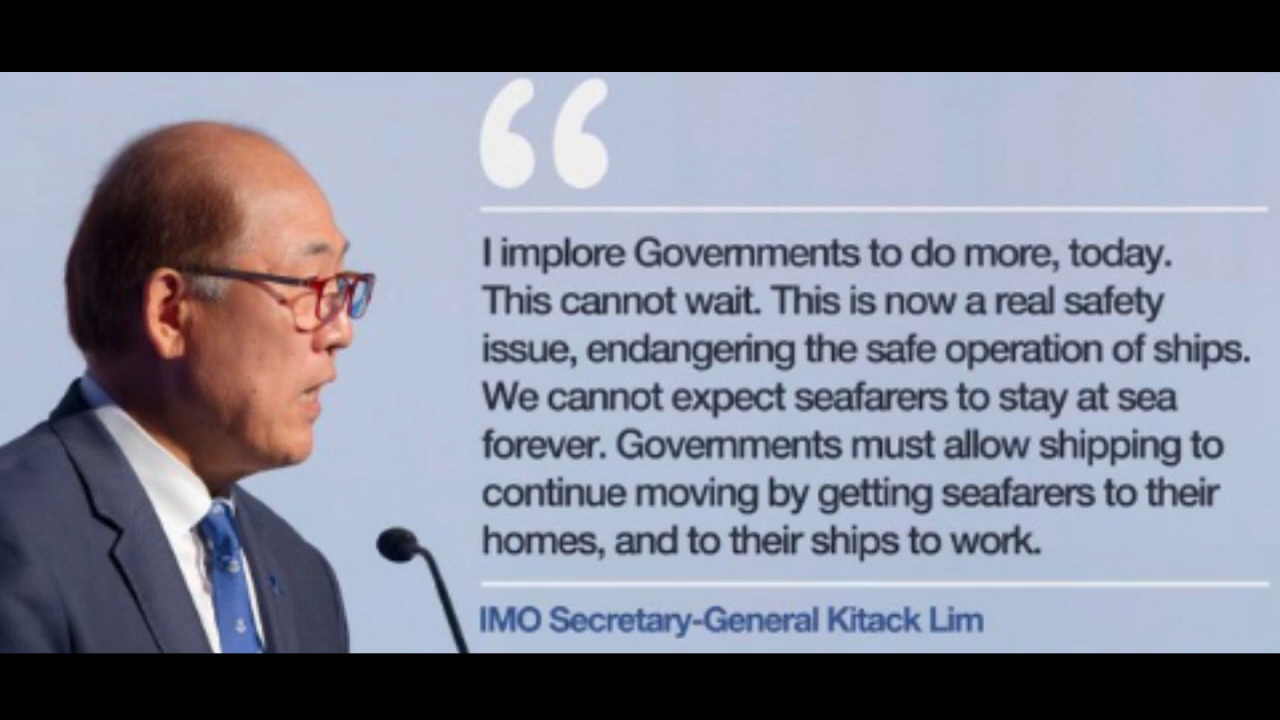 “
I implore Governments to do more, today.
This cannot wait. This is now a real safety
issue, endangering the safe operation of ships.
We cannot expect seafarers to stay at sea
forever. Governments must allow shipping to
continue moving by getting seafarers to their
homes, and to their ships to work.
IMO Secretary-General Kitack Lim